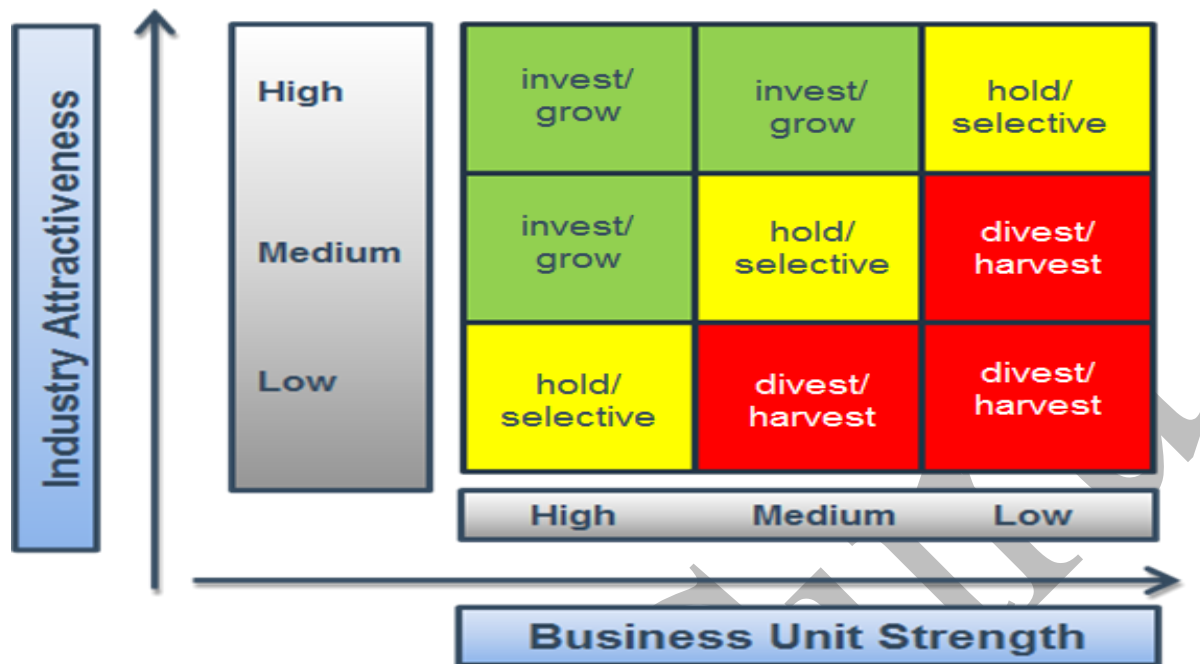 Industry Attractiveness
High
Medium
Low
invest/
grow
invest/
grow
hold/
selective
invest/
grow
hold/
selective
divest/
harvest
hold/
selective
divest/
harvest
divest/
harvest
High Medium Low
Business Unit Strength